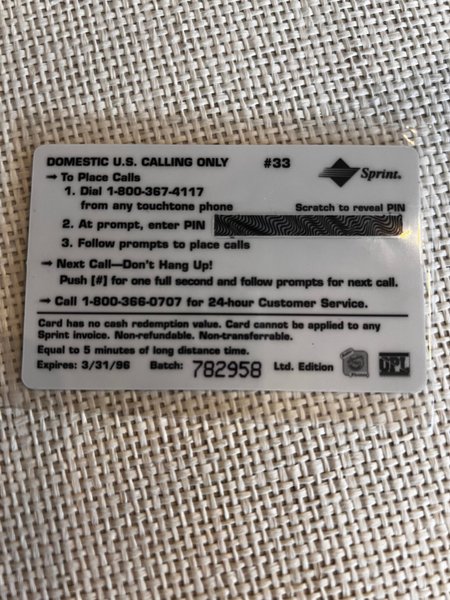 DOMESTIC U.S. CALLING ONLY #33
Sprint.
→ To Place Calls
1. Dial 1-800-367-4117
from any touchtone phone
Scratch to reveal PIN
2. At prompt, enter PIN
3. Follow prompts to place calls
→ Next Call—Don't Hang Up!
Push [#] for one full second and follow prompts for next call.
→ Call 1-800-366-0707 for 24-hour Customer Service.
Card has no cash redemption value. Card cannot be applied to any
Sprint invoice. Non-refundable. Non-transferrable.
Equal to 5 minutes of long distance time.
Expires: 3/31/96 Batch: 782958 Ltd. Edition